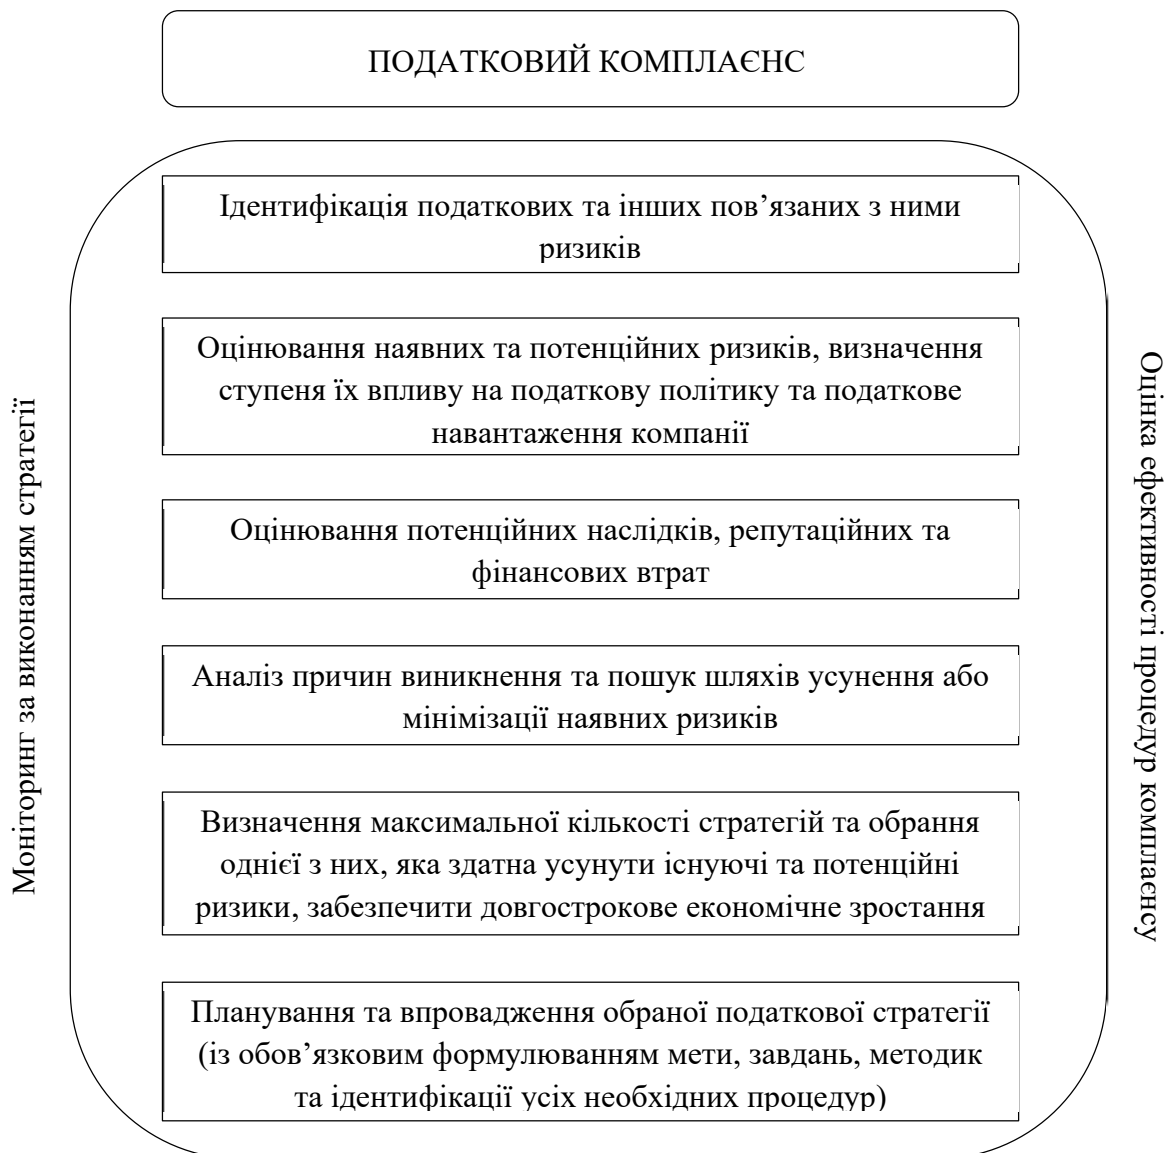 ПОДАТКОВИЙ КОМПЛАЄНС
Ідентифікація податкових та інших пов’язаних з ними
ризиків
Оцінювання наявних та потенційних ризиків, визначення
ступеня їх впливу на податкову політику та податкове
навантаження компанії
Оцінювання потенційних наслідків, репутаційних та
фінансових втрат
Аналіз причин виникнення та пошук шляхів усунення або
мінімізації наявних ризиків
Визначення максимальної кількості стратегій та обрання
однієї з них, яка здатна усунути існуючі та потенційні
ризики, забезпечити довгострокове економічне зростання
Планування та впровадження обраної податкової стратегії
(із обов’язковим формулюванням мети, завдань, методик
та ідентифікації усіх необхідних процедур)
Моніторинг за виконанням стратегії
Оцінка ефективності процедур комплаєнсу